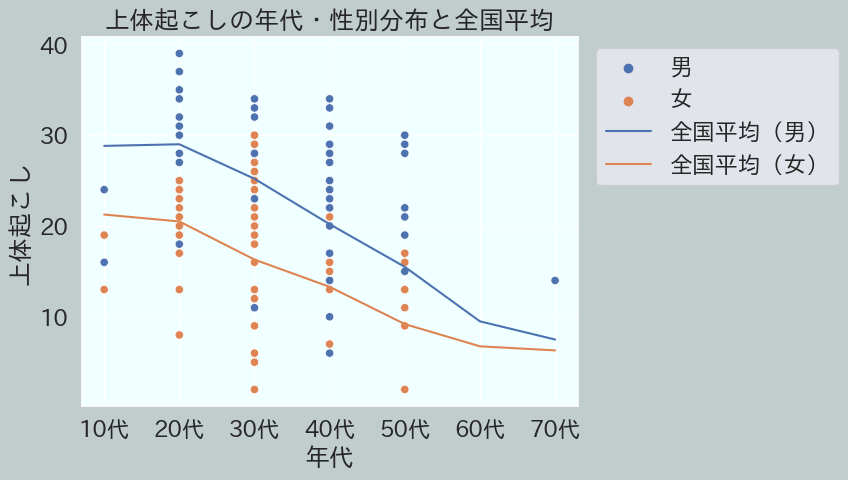 上体起こしの年代・性別分布と全国平均
上体起こし
40
30
20
10
10代 20代 30代 40代 50代 60代 70代
年代
男
女
全国平均（男）
全国平均（女）